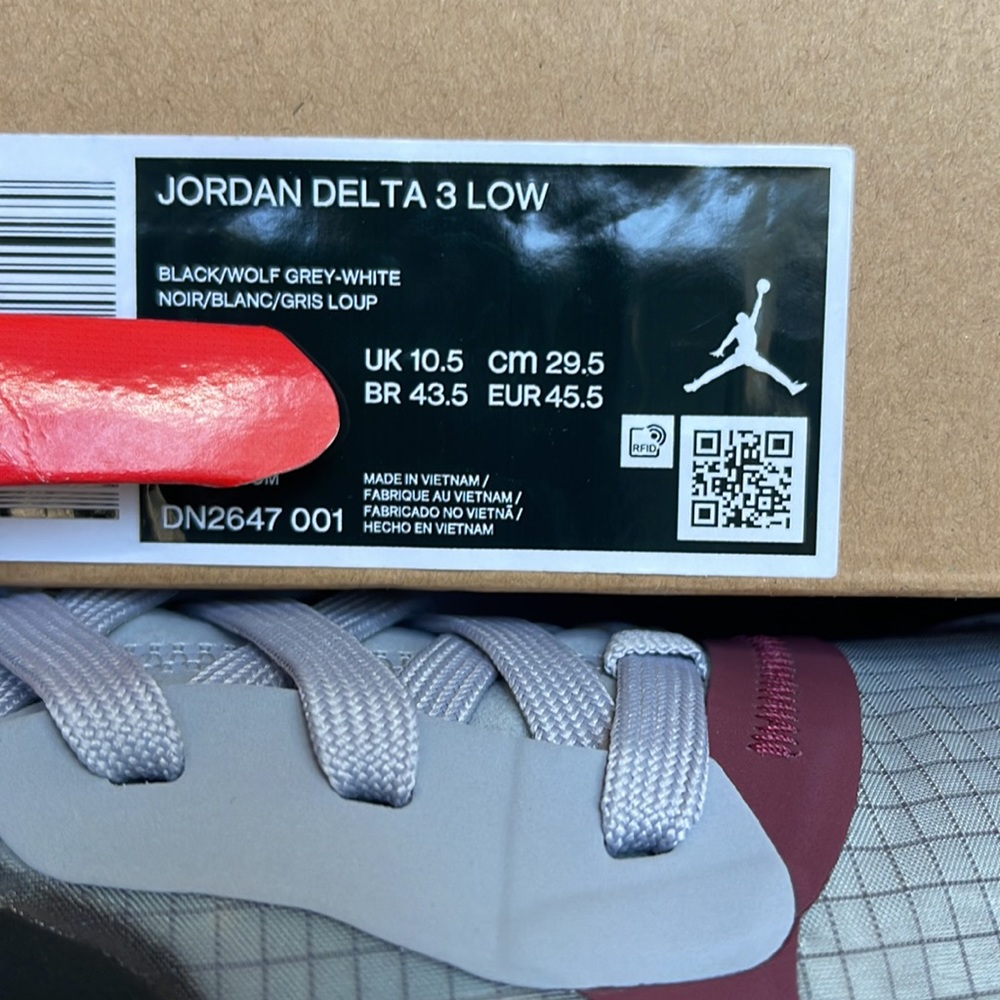 JORDAN DELTA 3 LOW
BLACK/WOLF GREY-WHITE
NOIR/BLANC/GRIS LOUP
UK 10.5 cm 29.5
BR 43.5 EUR 45.5
RFID
MADE IN VIETNAM /
FABRIQUE AU VIETNAM /
FABRICADO NO VIETNÃ /
HECHO EN VIETNAM
DN2647 001